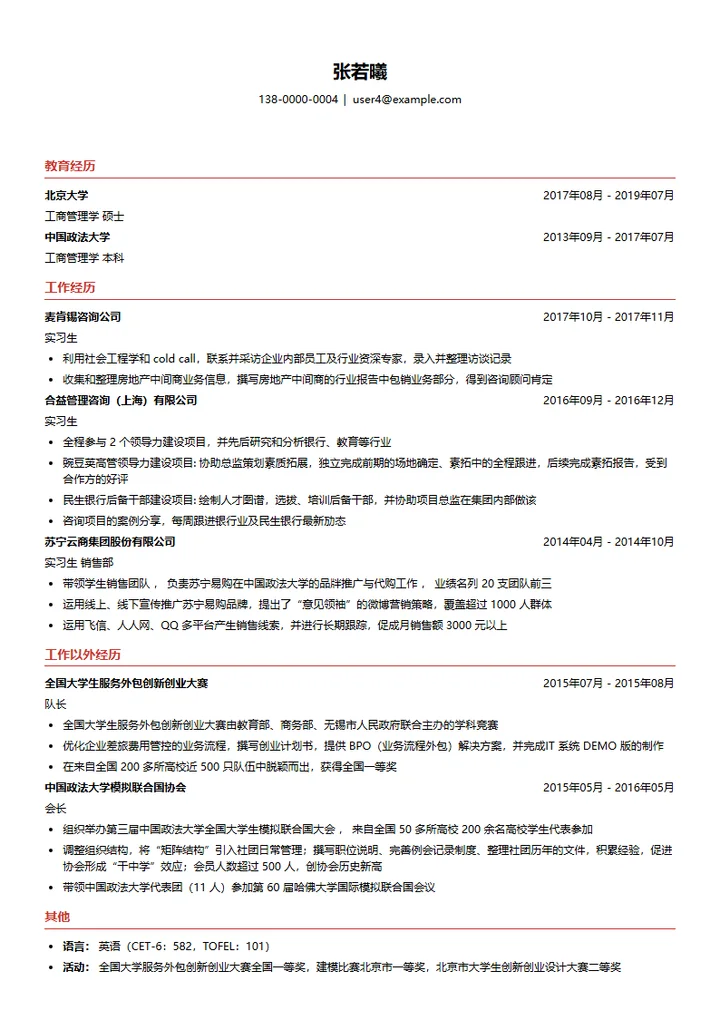 张若曦
138-0000-0004 | user4@example.com
教育经历
北京大学 2017年08月 - 2019年07月
工商管理学 硕士
中国政法大学 2013年09月 - 2017年07月
工商管理学 本科
工作经历
麦肯锡咨询公司 2017年10月 - 2017年11月
实习生
• 利用社会工程学和 cold call，联系并采访企业内部员工及行业资深专家，录入并整理访谈记录
• 收集和整理房地产中间商业务信息，撰写房地产中间商的行业报告中包销业务部分，得到咨询顾问肯定
合益管理咨询（上海）有限公司 2016年09月 - 2016年12月
实习生
• 全程参与 2 个领导力建设项目，并先后研究和分析银行、教育等行业
• 豌豆荚高管领导力建设项目: 协助总监策划素质拓展，独立完成前期的场地确定、素拓中的全程跟进，后续完成素拓报告，受到
合作方的好评
• 民生银行后备干部建设项目: 绘制人才图谱，选拔、培训后备干部，并协助项目总监在集团内部做该
• 咨询项目的案例分享，每周跟进银行业及民生银行最新励态
苏宁云商集团股份有限公司 2014年04月 - 2014年10月
实习生 销售部
• 带领学生销售团队 ， 负责苏宁易购在中国政法大学的品牌推广与代购工作 ， 业绩名列 20 支团队前三
• 运用线上、线下宣传推广苏宁易购品牌，提出了“意见领袖”的微博营销策略，覆盖超过 1000 人群体
• 运用飞信、人人网、QQ 多平台产生销售线索，并进行长期跟踪，促成月销售额 3000 元以上
工作以外经历
全国大学生服务外包创新创业大赛 2015年07月 - 2015年08月
队长
• 全国大学生服务外包创新创业大赛由教育部、商务部、无锡市人民政府联合主办的学科竞赛
• 优化企业差旅费用管控的业务流程，撰写创业计划书，提供 BPO（业务流程外包）解决方案，并完成IT 系统 DEMO 版的制作
• 在来自全国 200 多所高校近 500 只队伍中脱颖而出，获得全国一等奖
中国政法大学模拟联合国协会 2015年05月 - 2016年05月
会长
• 组织举办第三届中国政法大学全国大学生模拟联合国大会 ， 来自全国 50 多所高校 200 余名高校学生代表参加
• 调整组织结构，将“矩阵结构”引入社团日常管理；撰写职位说明、完善例会记录制度、整理社团历年的文件，积累经验，促进
协会形成“干中学”效应；会员人数超过 500 人，创协会历史新高
• 带领中国政法大学代表团（11 人）参加第 60 届哈佛大学国际模拟联合国会议
其他
• 语言： 英语（CET-6：582，TOFEL：101）
• 活动： 全国大学服务外包创新创业大赛全国一等奖，建模比赛北京市一等奖，北京市大学生创新创业设计大赛二等奖